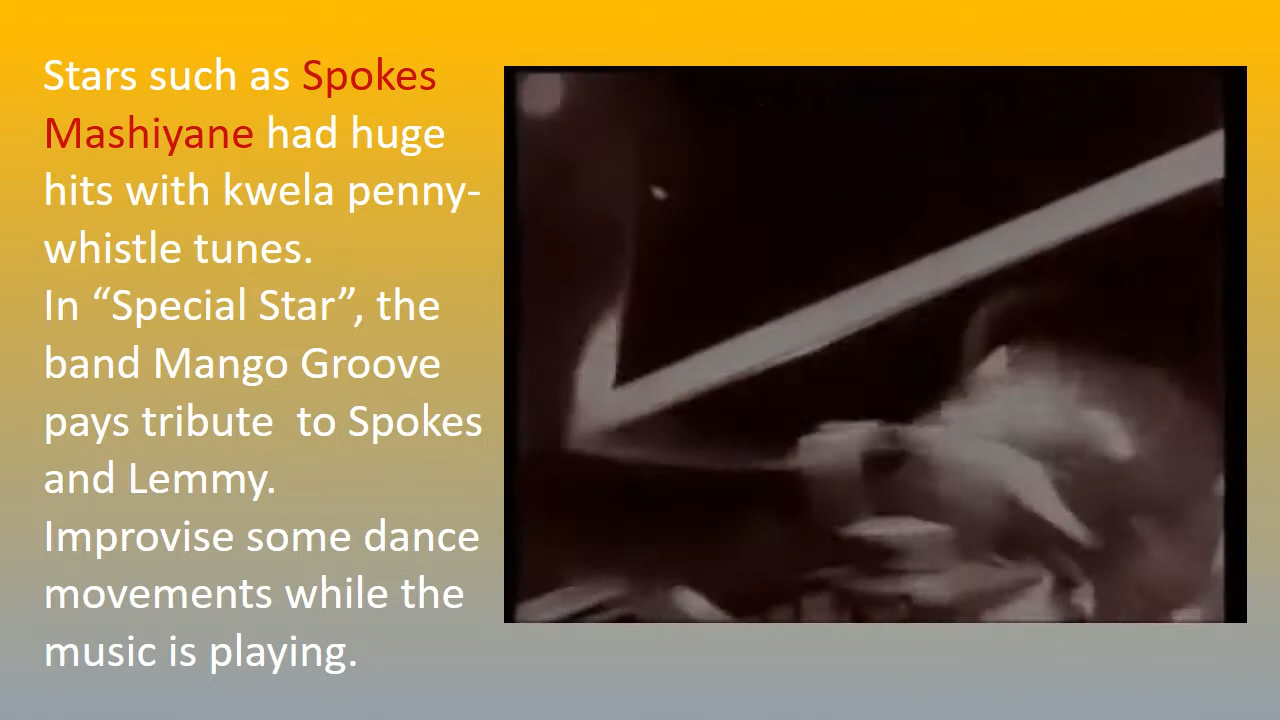 Stars such as Spokes
Mashiyane had huge
hits with kwela penny-
whistle tunes.
In “Special Star”, the
band Mango Groove
pays tribute  to Spokes
and Lemmy.
Improvise some dance
movements while the
music is playing.